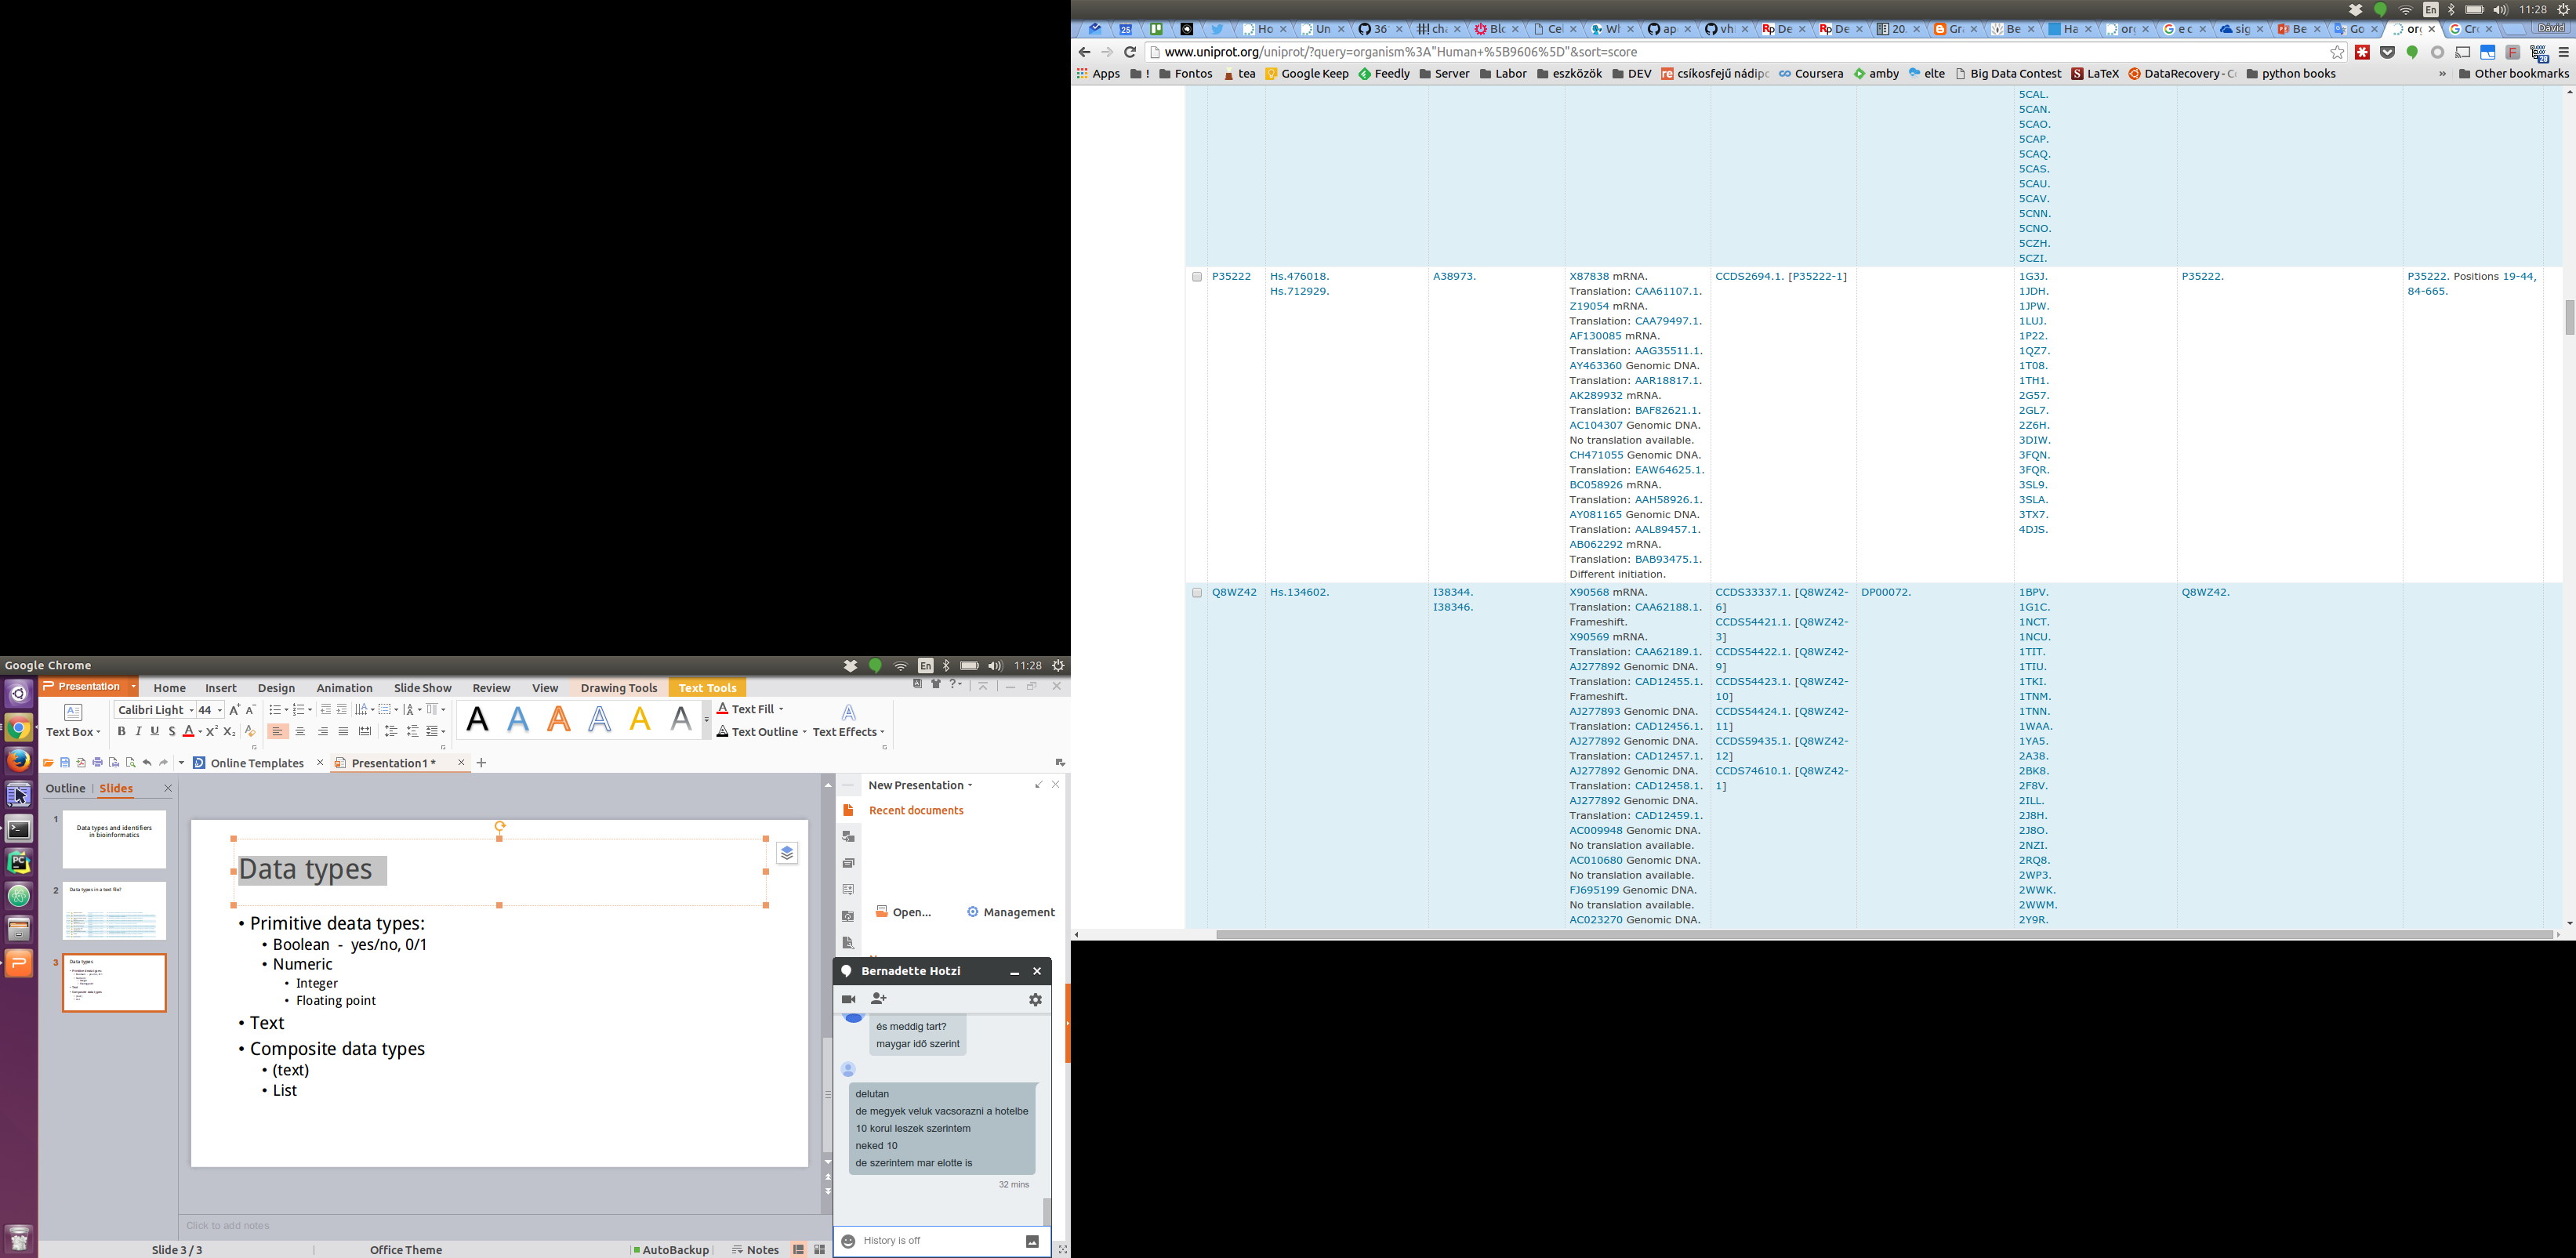 Google Chrome
En
11:28
Presentation
Home
Insert
Design
Animation
Slide Show
Review
View
Drawing Tools
Text Tools
Calibri Light
44
Text Box
Text Fill
Text Outline
Text Effects
Online Templates
Presentation1 *
Outline
Slides
1
Data types and identifiers
in bioinformatics
2
Data types in a text file?
3
Data types
Data types
• Primitive deata types:
• Boolean - yes/no, 0/1
• Numeric
• Integer
• Floating point
• Text
• Composite data types
• (text)
• List
Click to add notes
Slide 3 / 3
Office Theme
AutoBackup
Notes
New Presentation
Recent documents
Open...
Management
Bernadette Hotzi
és meddig tart?
maygar idő szerint
delutan
de megyek veluk vacsorazni a hotelbe
10 korul leszek szerintem
neked 10
de szerintem mar elotte is
32 mins
History is off
En
11:28
Dávid
www.uniprot.org/uniprot/?query=organism%3A"Human+%5B9606%5D"&sort=score
Apps
!
Fontos
tea
Google Keep
Feedly
Server
Labor
eszközök
DEV
csíkosfejű nádipo
Coursera
amby
elte
Big Data Contest
LaTeX
DataRecovery - C
python books
»
Other bookmarks
5CAL.
5CAN.
5CAO.
5CAP.
5CAQ.
5CAS.
5CAU.
5CAV.
5CNN.
5CNO.
5CZH.
5CZI.
P35222
Hs.476018.
Hs.712929.
A38973.
X87838 mRNA.
Translation: CAA61107.1.
Z19054 mRNA.
Translation: CAA79497.1.
AF130085 mRNA.
Translation: AAG35511.1.
AY463360 Genomic DNA.
Translation: AAR18817.1.
AK289932 mRNA.
Translation: BAF82621.1.
AC104307 Genomic DNA.
No translation available.
CH471055 Genomic DNA.
Translation: EAW64625.1.
BC058926 mRNA.
Translation: AAH58926.1.
AY081165 Genomic DNA.
Translation: AAL89457.1.
AB062292 mRNA.
Translation: BAB93475.1.
Different initiation.
CCDS2694.1. [P35222-1]
1G3J.
1JDH.
1JPW.
1LUJ.
1P22.
1QZ7.
1T08.
1TH1.
2G57.
2GL7.
2Z6H.
3DIW.
3FQN.
3FQR.
3SL9.
3SLA.
3TX7.
4DJS.
P35222.
P35222. Positions 19-44,
84-665.
Q8WZ42
Hs.134602.
I38344.
I38346.
X90568 mRNA.
Translation: CAA62188.1.
Frameshift.
X90569 mRNA.
Translation: CAA62189.1.
AJ277892 Genomic DNA.
Translation: CAD12455.1.
Frameshift.
AJ277893 Genomic DNA.
Translation: CAD12456.1.
AJ277892 Genomic DNA.
Translation: CAD12457.1.
AJ277892 Genomic DNA.
Translation: CAD12458.1.
AJ277892 Genomic DNA.
Translation: CAD12459.1.
AC009948 Genomic DNA.
No translation available.
AC010680 Genomic DNA.
No translation available.
FJ695199 Genomic DNA.
No translation available.
AC023270 Genomic DNA.
CCDS33337.1. [Q8WZ42-
6]
CCDS54421.1. [Q8WZ42-
3]
CCDS54422.1. [Q8WZ42-
9]
CCDS54423.1. [Q8WZ42-
10]
CCDS54424.1. [Q8WZ42-
11]
CCDS59435.1. [Q8WZ42-
12]
CCDS74610.1. [Q8WZ42-
1]
DP00072.
1BPV.
1G1C.
1NCT.
1NCU.
1TIT.
1TIU.
1TKI.
1TNM.
1TNN.
1WAA.
1YA5.
2A38.
2BK8.
2F8V.
2ILL.
2J8H.
2J8O.
2NZI.
2RQ8.
2WP3.
2WWK.
2WWM.
2Y9R.
Q8WZ42.